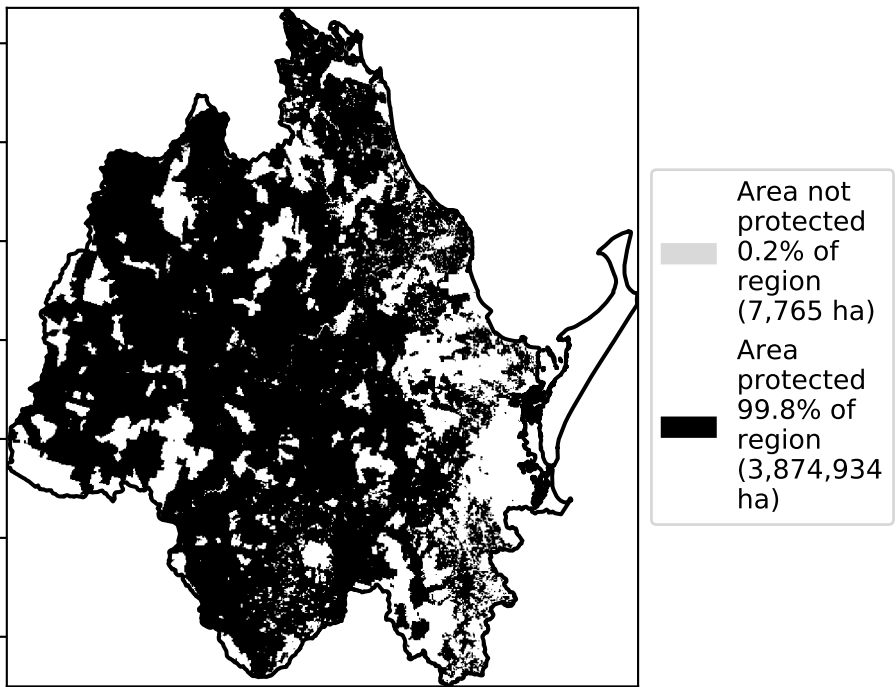 Area not
protected
0.2% of
region
(7,765 ha)
Area
protected
99.8% of
region
(3,874,934
ha)